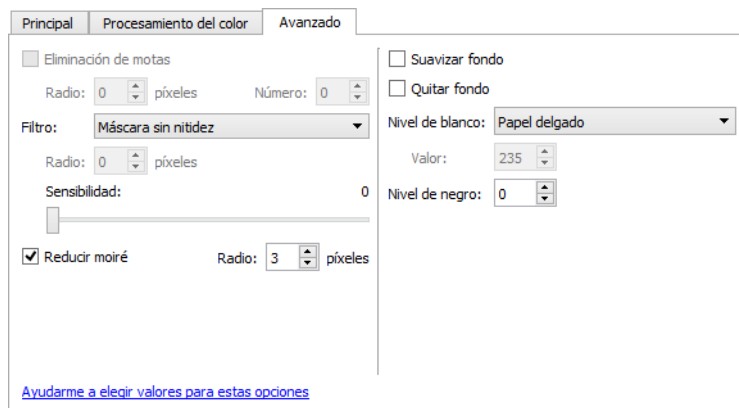 Principal Procesamiento del color Avanzado
Eliminación de motas
Radio: 0 píxeles Número: 0
Filtro: Máscara sin nitidez
Radio: 0 píxeles
Sensibilidad: 0
Reducir moiré Radio: 3 píxeles
Ayudarme a elegir valores para estas opciones
Suavizar fondo
Quitar fondo
Nivel de blanco: Papel delgado
Valor: 235
Nivel de negro: 0